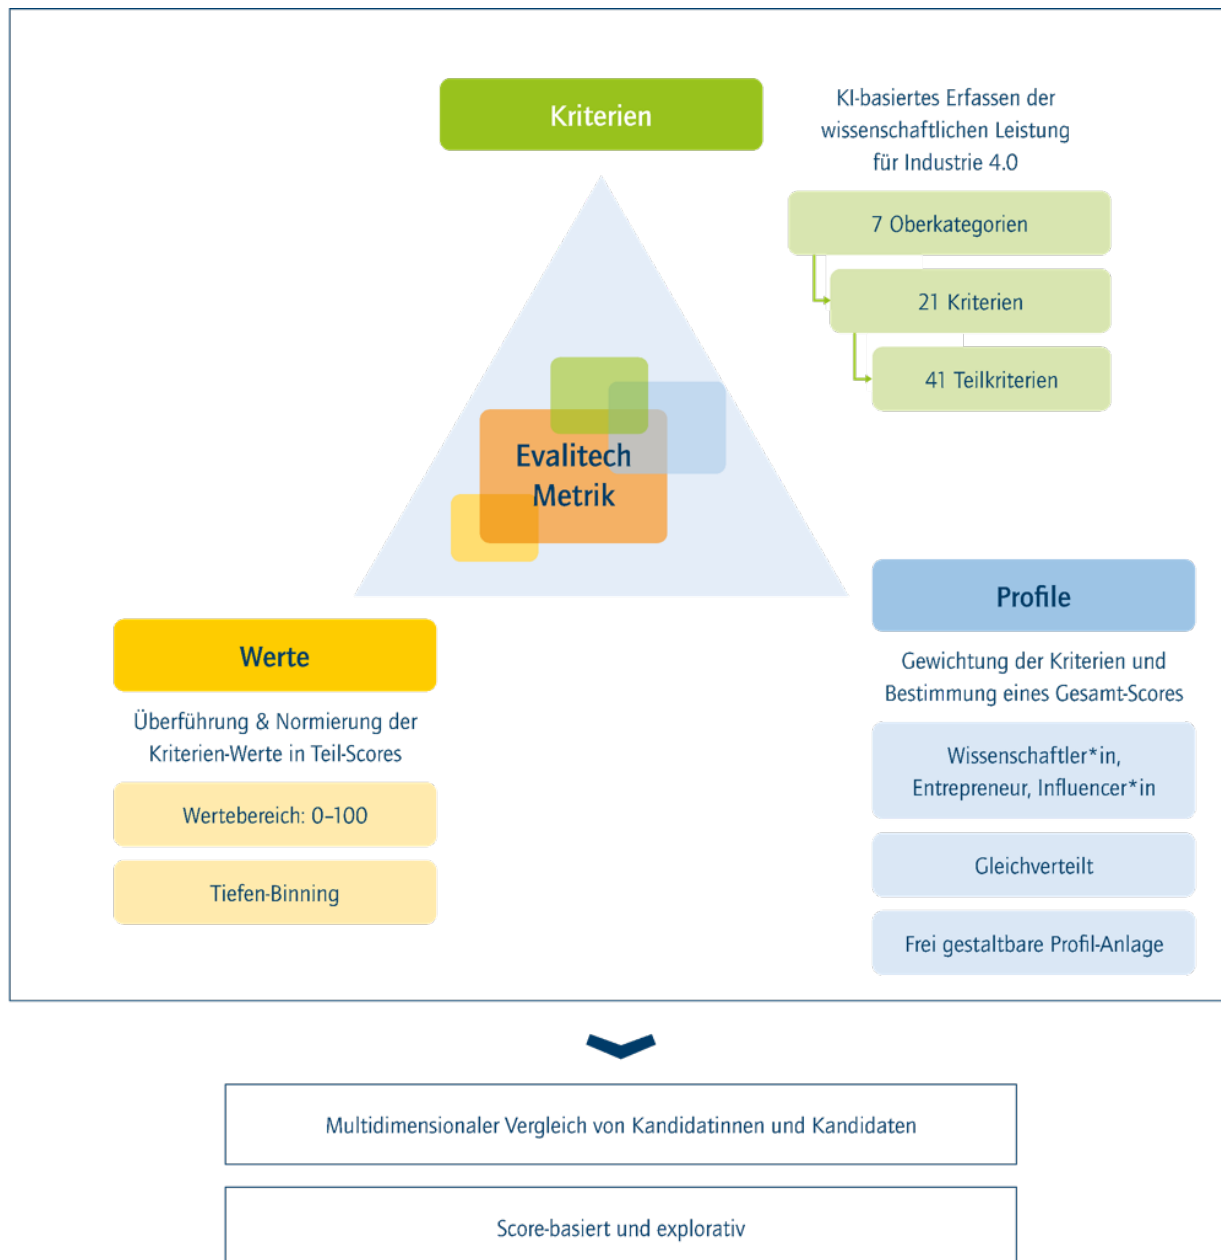 Kriterien
KI-basiertes Erfassen der
wissenschaftlichen Leistung
für Industrie 4.0
7 Oberkategorien
21 Kriterien
41 Teilkriterien
Evalitech
Metrik
Werte
Überführung & Normierung der
Kriterien-Werte in Teil-Scores
Wertebereich: 0–100
Tiefen-Binning
Profile
Gewichtung der Kriterien und
Bestimmung eines Gesamt-Scores
Wissenschaftler*in,
Entrepreneur, Influencer*in
Gleichverteilt
Frei gestaltbare Profil-Anlage
Multidimensionaler Vergleich von Kandidatinnen und Kandidaten
Score-basiert und explorativ